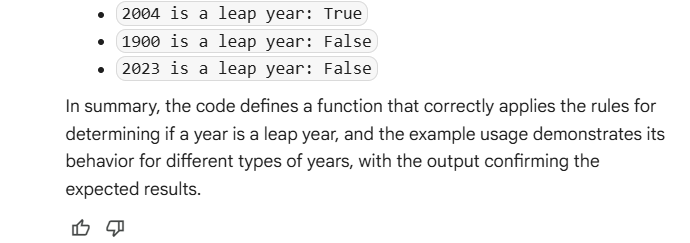 2004 is a leap year: True
1900 is a leap year: False
2023 is a leap year: False
In summary, the code defines a function that correctly applies the rules for
determining if a year is a leap year, and the example usage demonstrates its
behavior for different types of years, with the output confirming the
expected results.